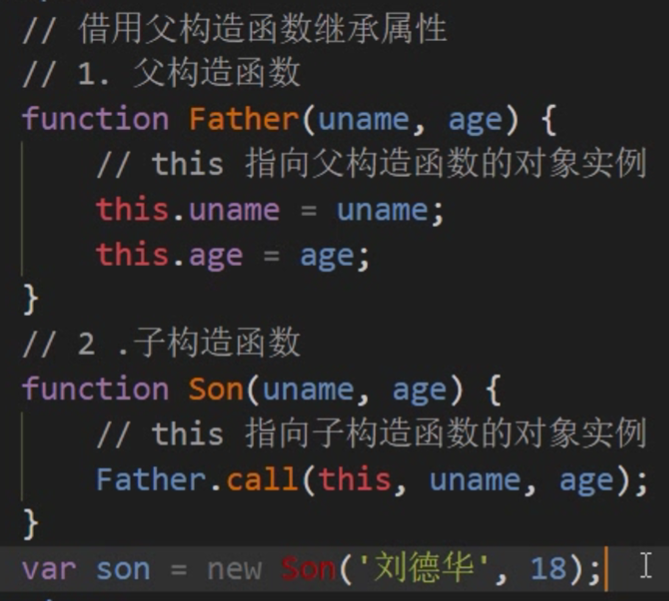 // 借用父构造函数继承属性
// 1. 父构造函数
function Father(uname, age) {
// this 指向父构造函数的对象实例
this.uname = uname;
this.age = age;
}
// 2 .子构造函数
function Son(uname, age) {
// this 指向子构造函数的对象实例
Father.call(this, uname, age);
}
var son = new Son('刘德华', 18);